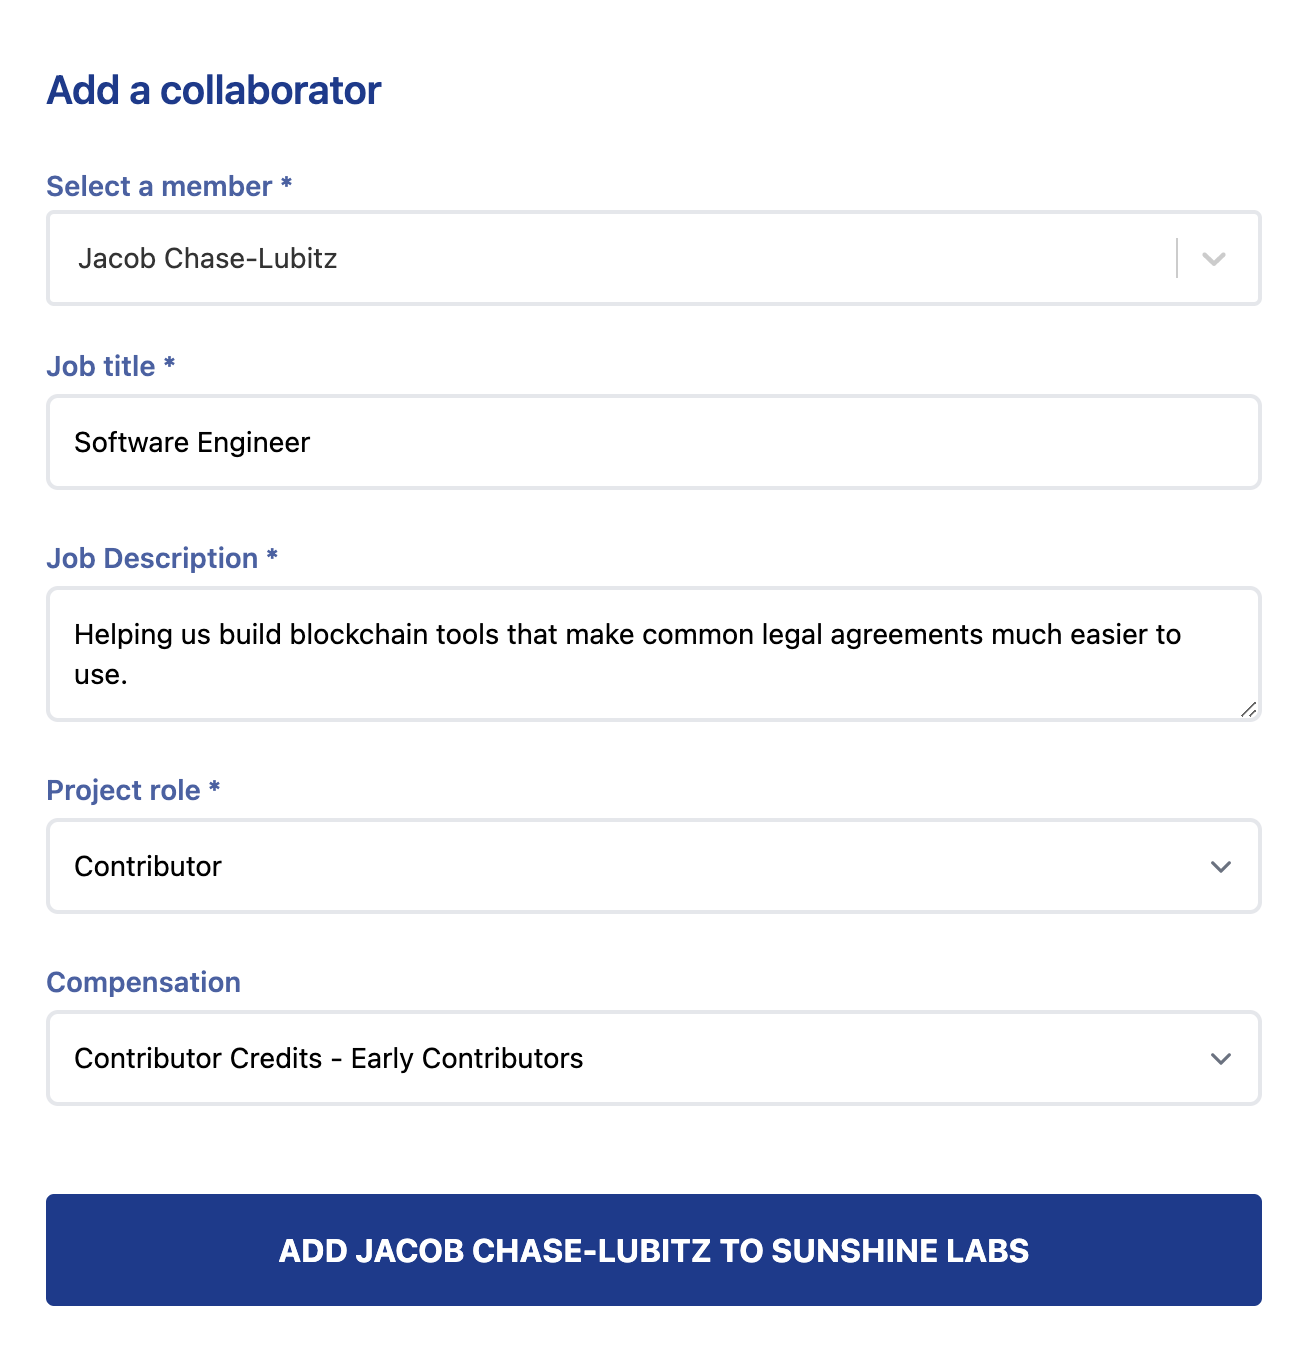 Add a collaborator
Select a member *
Jacob Chase-Lubitz
Job title *
Software Engineer
Job Description *
Helping us build blockchain tools that make common legal agreements much easier to
use.
Project role *
Contributor
Compensation
Contributor Credits - Early Contributors
ADD JACOB CHASE-LUBITZ TO SUNSHINE LABS